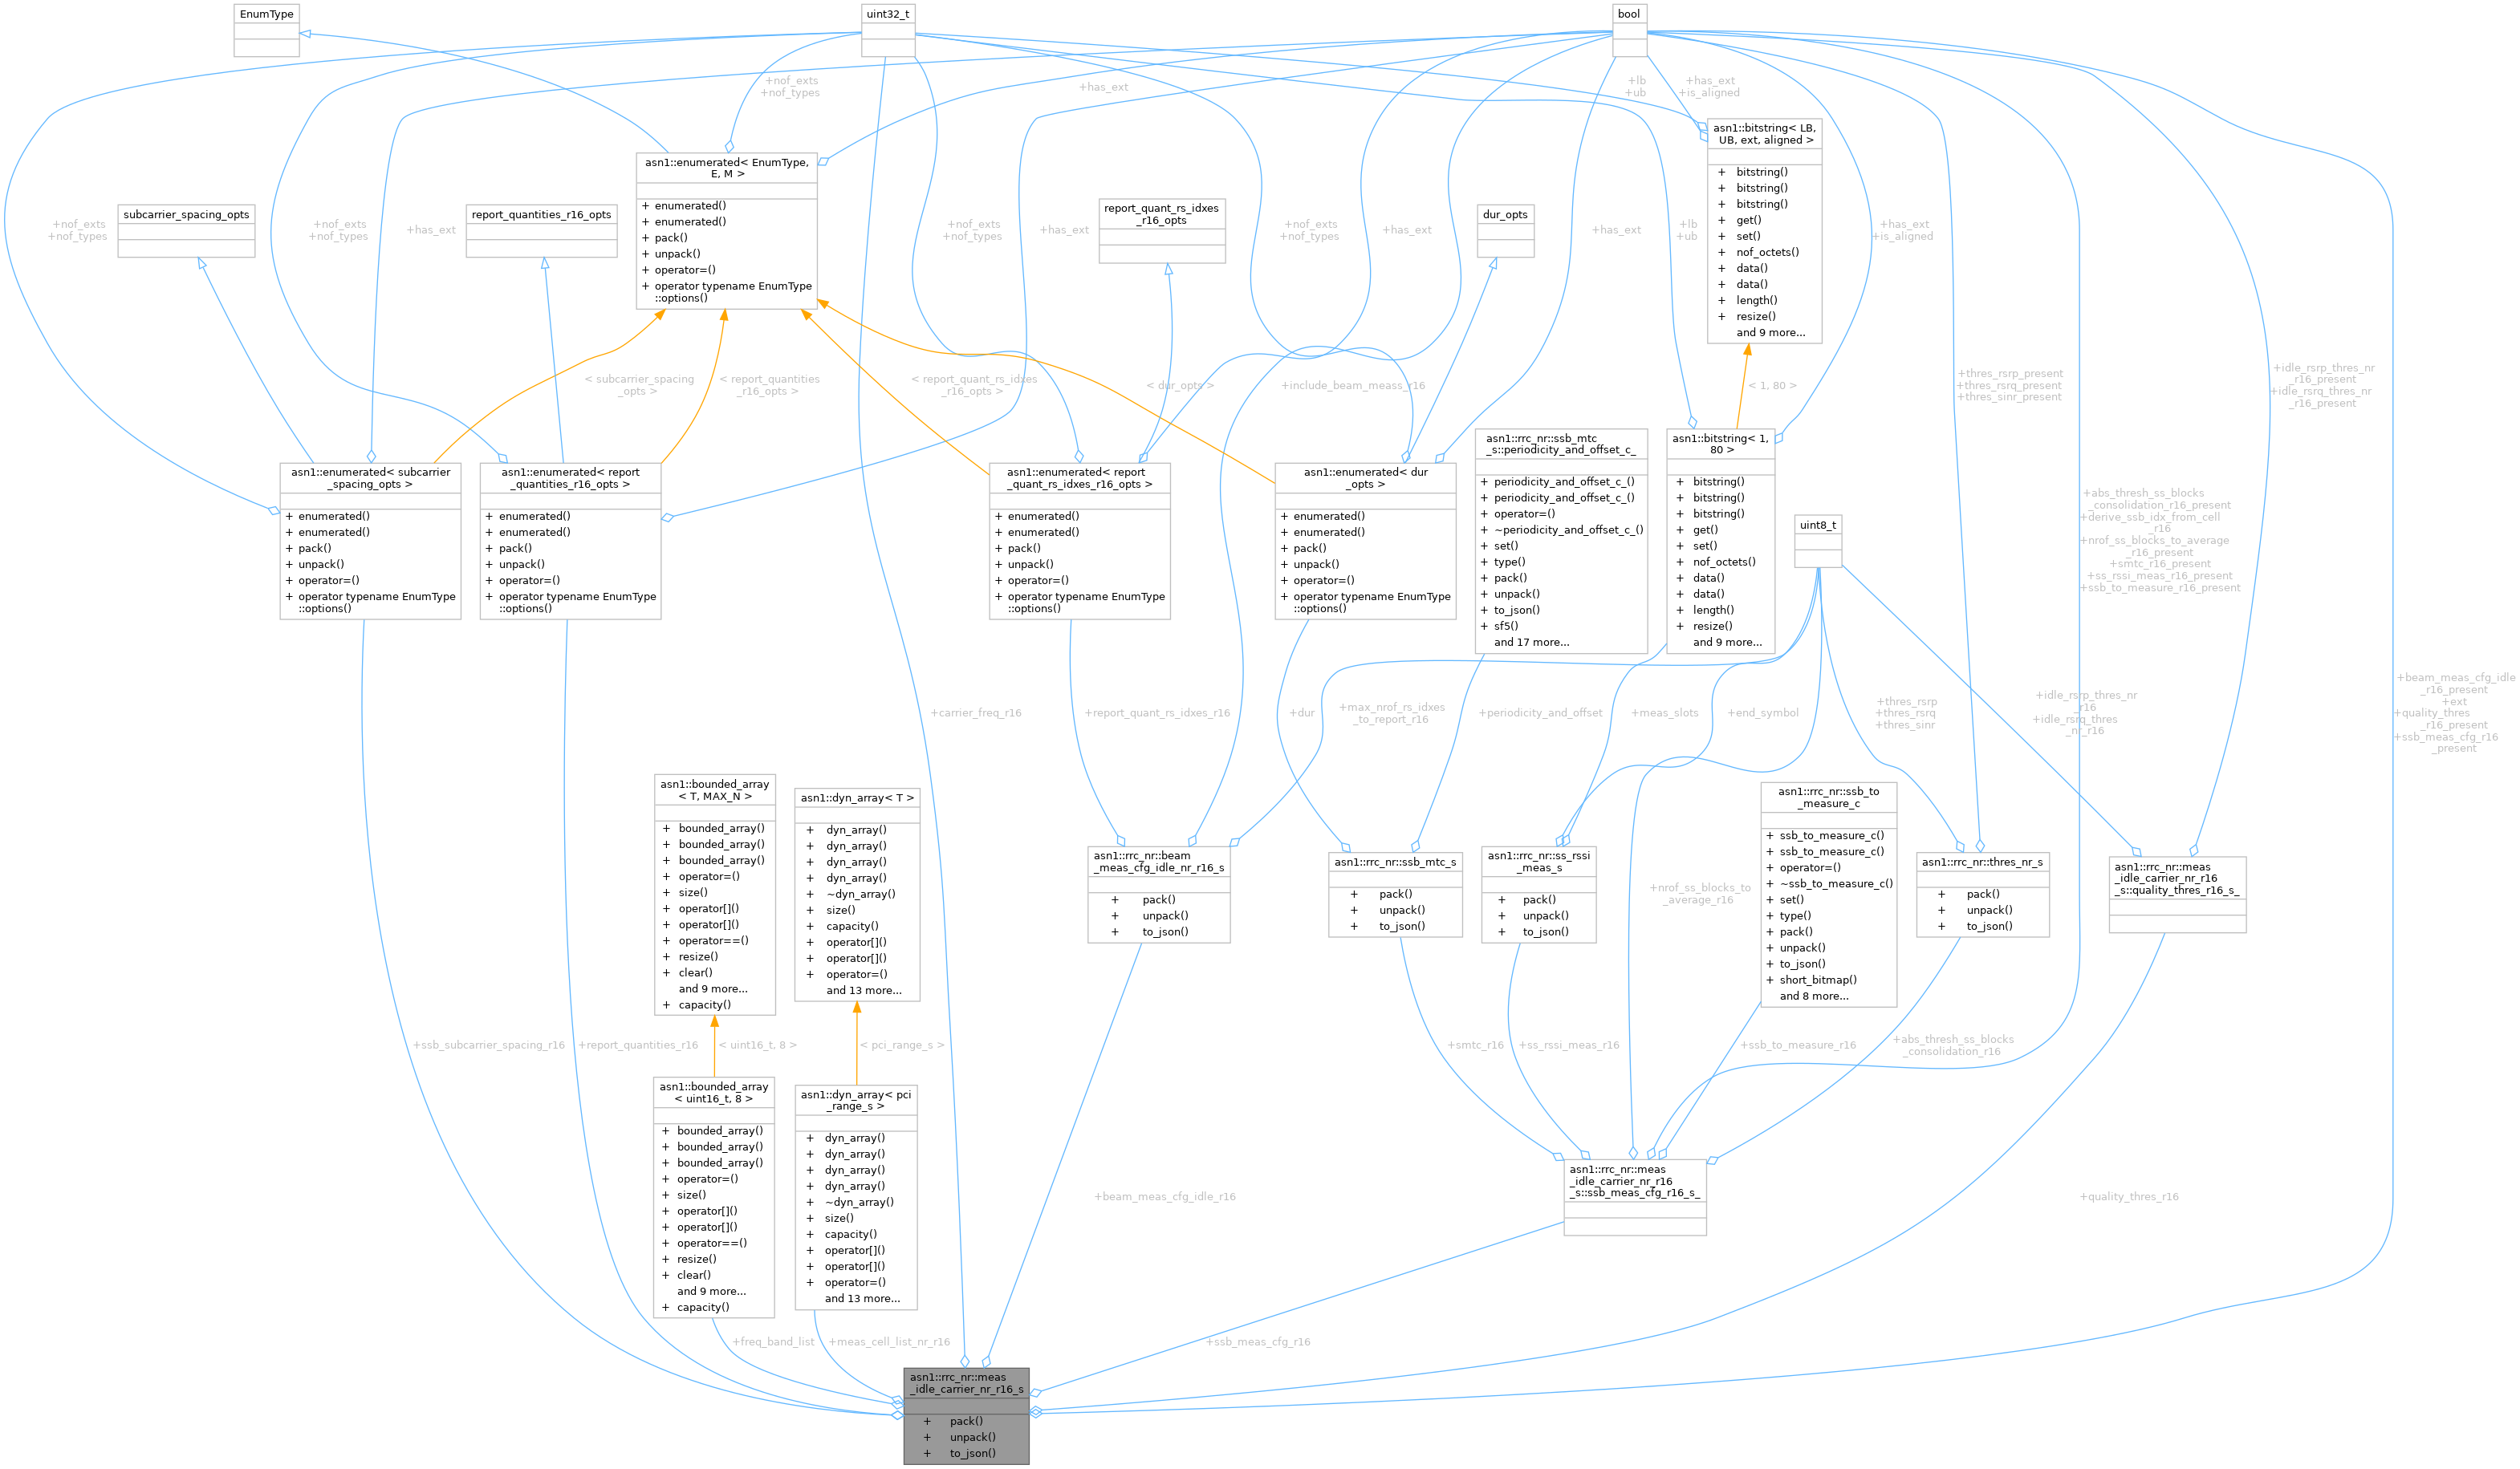 EnumType
uint32_t
bool
+nof_exts
+nof_types
+has_ext
+lb
+ub
+has_ext
+is_aligned
asn1::bitstring< LB,
UB, ext, aligned >
+ bitstring()
+ bitstring()
+ bitstring()
+ get()
+ set()
+ nof_octets()
+ data()
+ data()
+ length()
+ resize()
and 9 more...
asn1::enumerated< EnumType,
E, M >
+ enumerated()
+ enumerated()
+ pack()
+ unpack()
+ operator=()
+ operator typename EnumType
::options()
subcarrier_spacing_opts
report_quantities_r16_opts
report_quant_rs_idxes
_r16_opts
dur_opts
+nof_exts
+nof_types
+nof_exts
+nof_types
+has_ext
+nof_exts
+nof_types
+has_ext
+nof_exts
+nof_types
+has_ext
+has_ext
+lb
+ub
+has_ext
+is_aligned
< subcarrier_spacing
_opts >
< report_quantities
_r16_opts >
< report_quant_rs_idxes
_r16_opts >
< dur_opts >
+include_beam_meass_r16
< 1, 80 >
+thres_rsrp_present
+thres_rsrq_present
+thres_sinr_present
+idle_rsrp_thres_nr
_r16_present
+idle_rsrq_thres_nr
_r16_present
asn1::enumerated< subcarrier
_spacing_opts >
+ enumerated()
+ enumerated()
+ pack()
+ unpack()
+ operator=()
+ operator typename EnumType
::options()
asn1::enumerated< report
_quantities_r16_opts >
+ enumerated()
+ enumerated()
+ pack()
+ unpack()
+ operator=()
+ operator typename EnumType
::options()
asn1::enumerated< report
_quant_rs_idxes_r16_opts >
+ enumerated()
+ enumerated()
+ pack()
+ unpack()
+ operator=()
+ operator typename EnumType
::options()
asn1::enumerated< dur
_opts >
+ enumerated()
+ enumerated()
+ pack()
+ unpack()
+ operator=()
+ operator typename EnumType
::options()
asn1::rrc_nr::ssb_mtc
_s::periodicity_and_offset_c_
+ periodicity_and_offset_c_()
+ periodicity_and_offset_c_()
+ operator=()
+ ~periodicity_and_offset_c_()
+ set()
+ type()
+ pack()
+ unpack()
+ to_json()
+ sf5()
and 17 more...
asn1::bitstring< 1,
80 >
+ bitstring()
+ bitstring()
+ bitstring()
+ get()
+ set()
+ nof_octets()
+ data()
+ data()
+ length()
+ resize()
and 9 more...
uint8_t
+abs_thresh_ss_blocks
_consolidation_r16_present
+derive_ssb_idx_from_cell
_r16
+nrof_ss_blocks_to_average
_r16_present
+smtc_r16_present
+ss_rssi_meas_r16_present
+ssb_to_measure_r16_present
+carrier_freq_r16
+report_quant_rs_idxes_r16
+dur
+max_nrof_rs_idxes
_to_report_r16
+periodicity_and_offset
+meas_slots
+end_symbol
+thres_rsrp
+thres_rsrq
+thres_sinr
+idle_rsrp_thres_nr
_r16
+idle_rsrq_thres
_nr_r16
+beam_meas_cfg_idle
_r16_present
+ext
+quality_thres
_r16_present
+ssb_meas_cfg_r16
_present
asn1::bounded_array
< T, MAX_N >
+ bounded_array()
+ bounded_array()
+ bounded_array()
+ operator=()
+ size()
+ operator[]()
+ operator[]()
+ operator==()
+ resize()
+ clear()
and 9 more...
+ capacity()
asn1::dyn_array< T >
+ dyn_array()
+ dyn_array()
+ dyn_array()
+ dyn_array()
+ ~dyn_array()
+ size()
+ capacity()
+ operator[]()
+ operator[]()
+ operator=()
and 13 more...
asn1::rrc_nr::beam
_meas_cfg_idle_nr_r16_s
+ pack()
+ unpack()
+ to_json()
asn1::rrc_nr::ssb_mtc_s
+ pack()
+ unpack()
+ to_json()
asn1::rrc_nr::ss_rssi
_meas_s
+ pack()
+ unpack()
+ to_json()
+nrof_ss_blocks_to
_average_r16
asn1::rrc_nr::ssb_to
_measure_c
+ ssb_to_measure_c()
+ ssb_to_measure_c()
+ operator=()
+ ~ssb_to_measure_c()
+ set()
+ type()
+ pack()
+ unpack()
+ to_json()
+ short_bitmap()
and 8 more...
asn1::rrc_nr::thres_nr_s
+ pack()
+ unpack()
+ to_json()
asn1::rrc_nr::meas
_idle_carrier_nr_r16
_s::quality_thres_r16_s_
+ssb_subcarrier_spacing_r16
+report_quantities_r16
< uint16_t, 8 >
< pci_range_s >
+smtc_r16
+ss_rssi_meas_r16
+ssb_to_measure_r16
+abs_thresh_ss_blocks
_consolidation_r16
asn1::bounded_array
< uint16_t, 8 >
+ bounded_array()
+ bounded_array()
+ bounded_array()
+ operator=()
+ size()
+ operator[]()
+ operator[]()
+ operator==()
+ resize()
+ clear()
and 9 more...
+ capacity()
asn1::dyn_array< pci
_range_s >
+ dyn_array()
+ dyn_array()
+ dyn_array()
+ dyn_array()
+ ~dyn_array()
+ size()
+ capacity()
+ operator[]()
+ operator[]()
+ operator=()
and 13 more...
+beam_meas_cfg_idle_r16
asn1::rrc_nr::meas
_idle_carrier_nr_r16
_s::ssb_meas_cfg_r16_s_
+quality_thres_r16
+freq_band_list
+meas_cell_list_nr_r16
+ssb_meas_cfg_r16
asn1::rrc_nr::meas
_idle_carrier_nr_r16_s
+ pack()
+ unpack()
+ to_json()